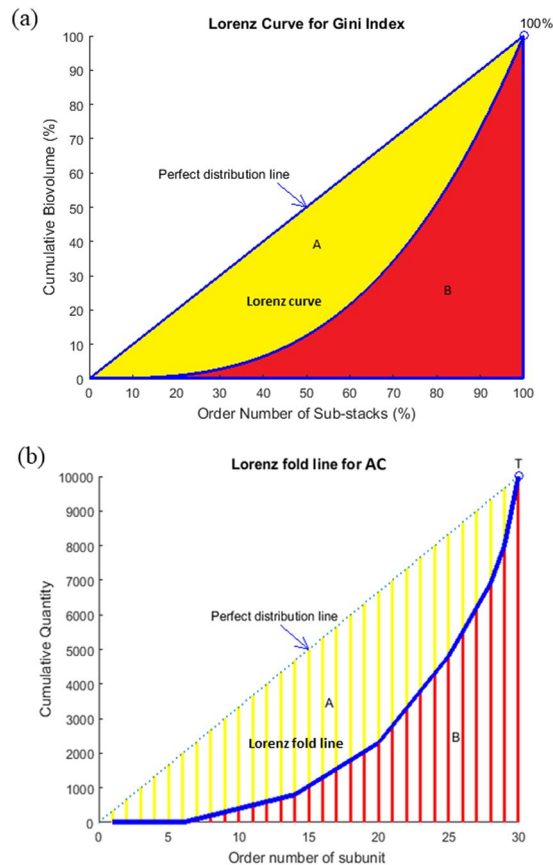 (a)
Lorenz Curve for Gini Index
100%
100
90
80
70
60
50
40
30
20
10
0
Cumulative Biovolume (%)
Perfect distribution line
A
Lorenz curve
B
0 10 20 30 40 50 60 70 80 90 100
Order Number of Sub-stacks (%)
(b)
Lorenz fold line for AC
T
10000
9000
8000
7000
6000
5000
4000
3000
2000
1000
0
Cumulative Quantity
Perfect distribution line
A
Lorenz fold line
B
0 5 10 15 20 25 30
Order number of subunit